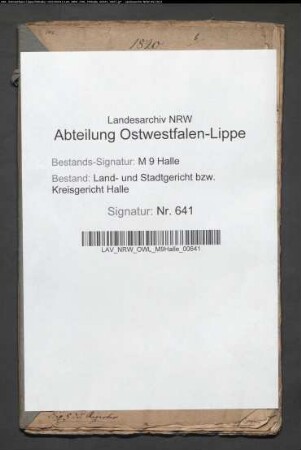 1820
Landesarchiv NRW
Abteilung Ostwestfalen-Lippe
Bestands-Signatur: M 9 Halle
Bestand: Land- und Stadtgericht bzw.
Kreisgericht Halle
Signatur: Nr. 641
LAV_NRW_OWL_M9Halle_00641